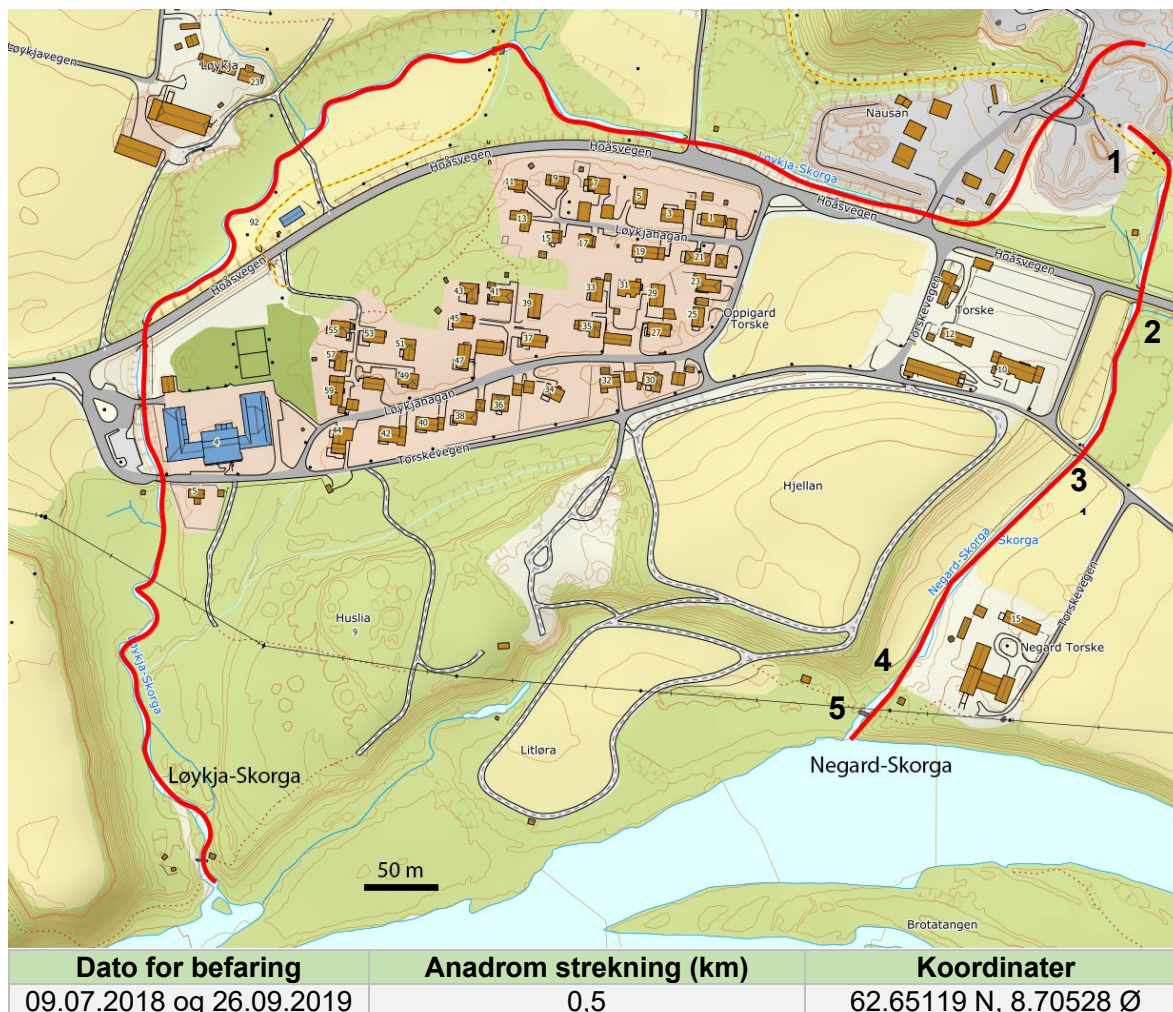 Løykjavegen
Løykja
23
Nausan
1
Hoåsvegen
Løykja-Skorga
Hoåsvegen
11
9
7
5
3
1
13
15
17
Løykjahagan
19
21
92
Hoåsvegen
Hoåsvegen
43
41
39
33
31
29
23
25
27
Oppigard
Torske
Torskevegen
Torske
12
10
2
55
53
51
45
37
35
57
47
49
59
32
30
34
Løykjahagan
36
38
40
42
44
4
Torskevegen
5
Hjellan
3
Negard-Skorga
Skorga
Torskevegen
15
Negard Torske
Huslia
9
Løykja-Skorga
4
5
Litløra
Løykja-Skorga
Negard-Skorga
50 m
Brotatangen
Dato for befaring Anadrom strekning (km) Koordinater
09.07.2018 og 26.09.2019 0,5 62.65119 N, 8.70528 Ø